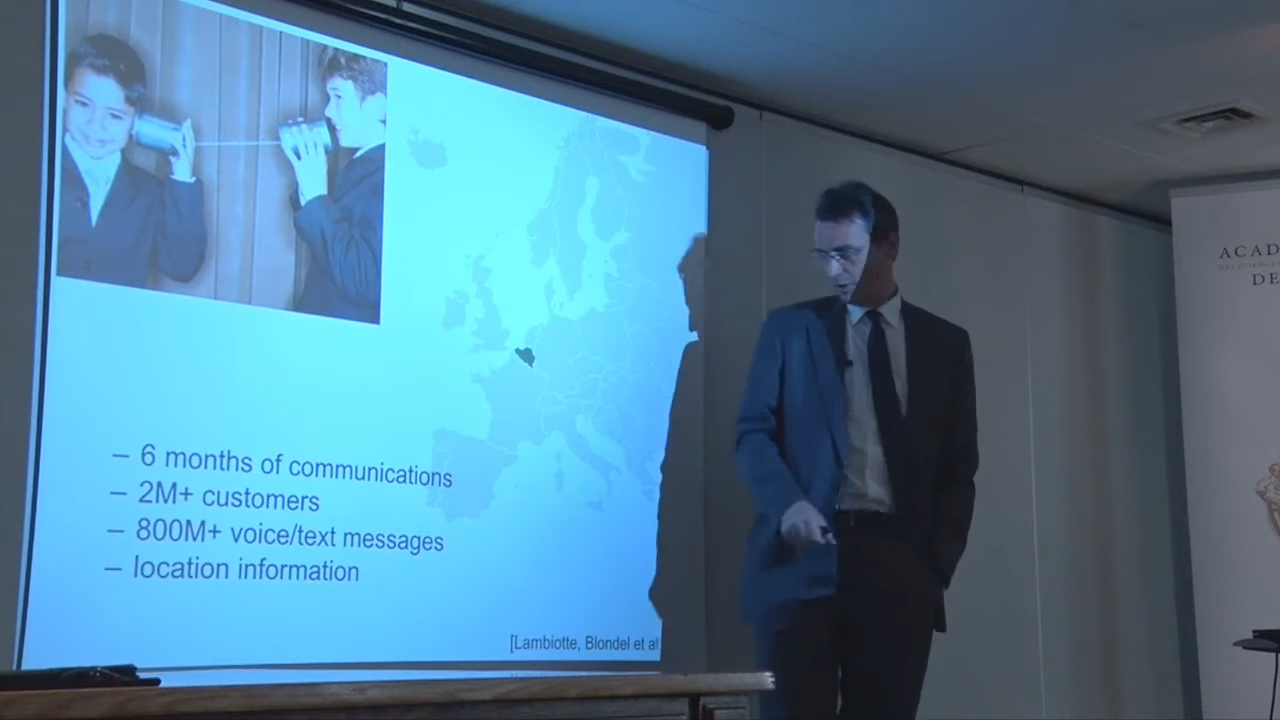 – 6 months of communications
– 2M+ customers
– 800M+ voice/text messages
– location information
[Lambiotte, Blondel et al
ACAD
DE